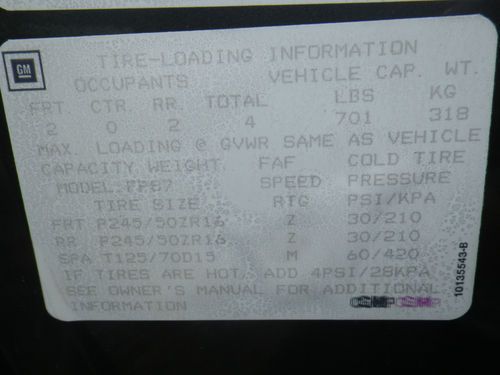 GM
TIRE-LOADING INFORMATION
OCCUPANTS VEHICLE CAP. WT.
FRT CTR. RR. TOTAL LBS KG
2 0 2 4 701 318
MAX. LOADING @ GVWR SAME AS VEHICLE
CAPACITY WEIGHT. FAF COLD TIRE
MODEL:FP87 SPEED PRESSURE
TIRE SIZE RTG PSI/KPA
FRT P245/50ZR16 Z 30/210
RR P245/50ZR16 Z 30/210
SPA T125/70D15 M 60/420
IF TIRES ARE HOT, ADD 4PSI/28KPA
SEE OWNER'S MANUAL FOR ADDITIONAL
INFORMATION
10135543-B